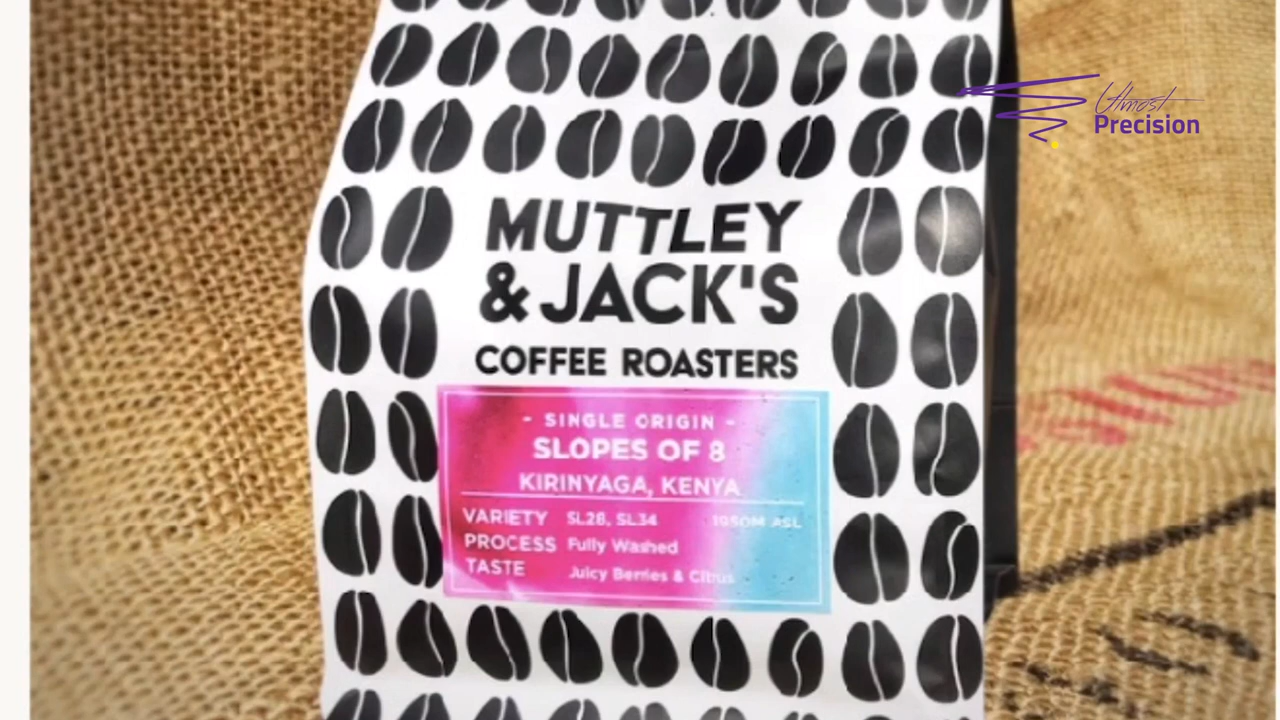 Utmost
Precision
MUTTLEY
& JACK'S
COFFEE ROASTERS
- SINGLE ORIGIN -
SLOPES OF 8
KIRINYAGA, KENYA
VARIETY SL28, SL34 1950M ASL
PROCESS Fully Washed
TASTE Juicy Berries & Citrus